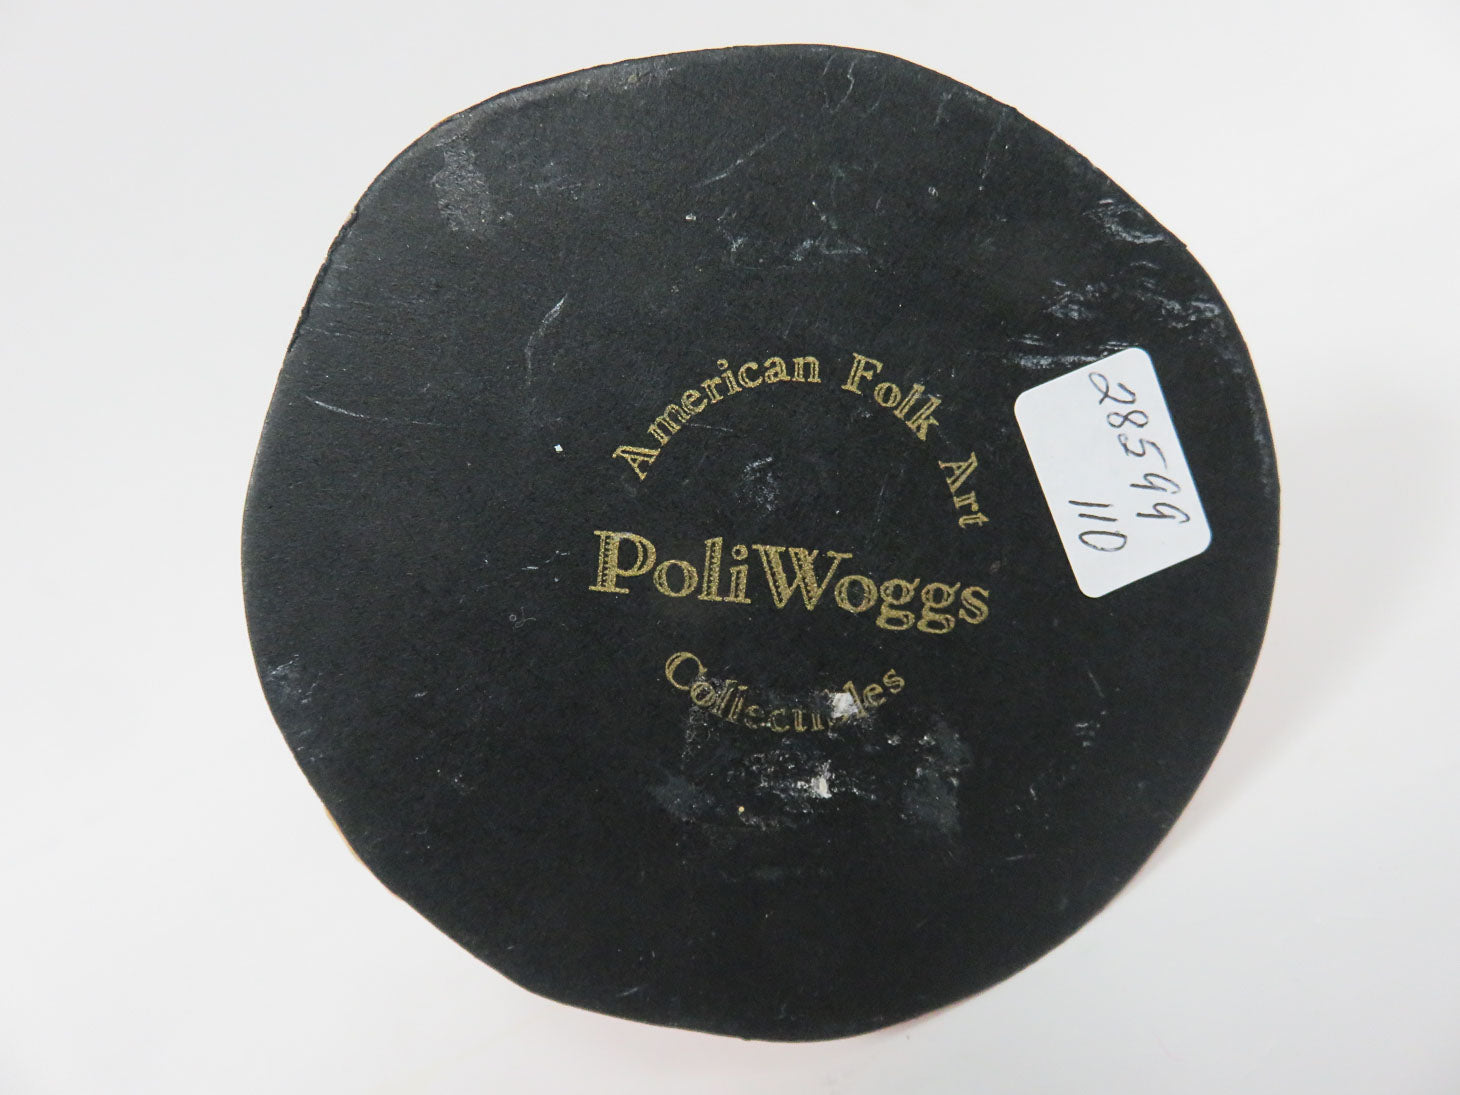 American Folk Art
PoliWoggs
Collectibles
28599
110